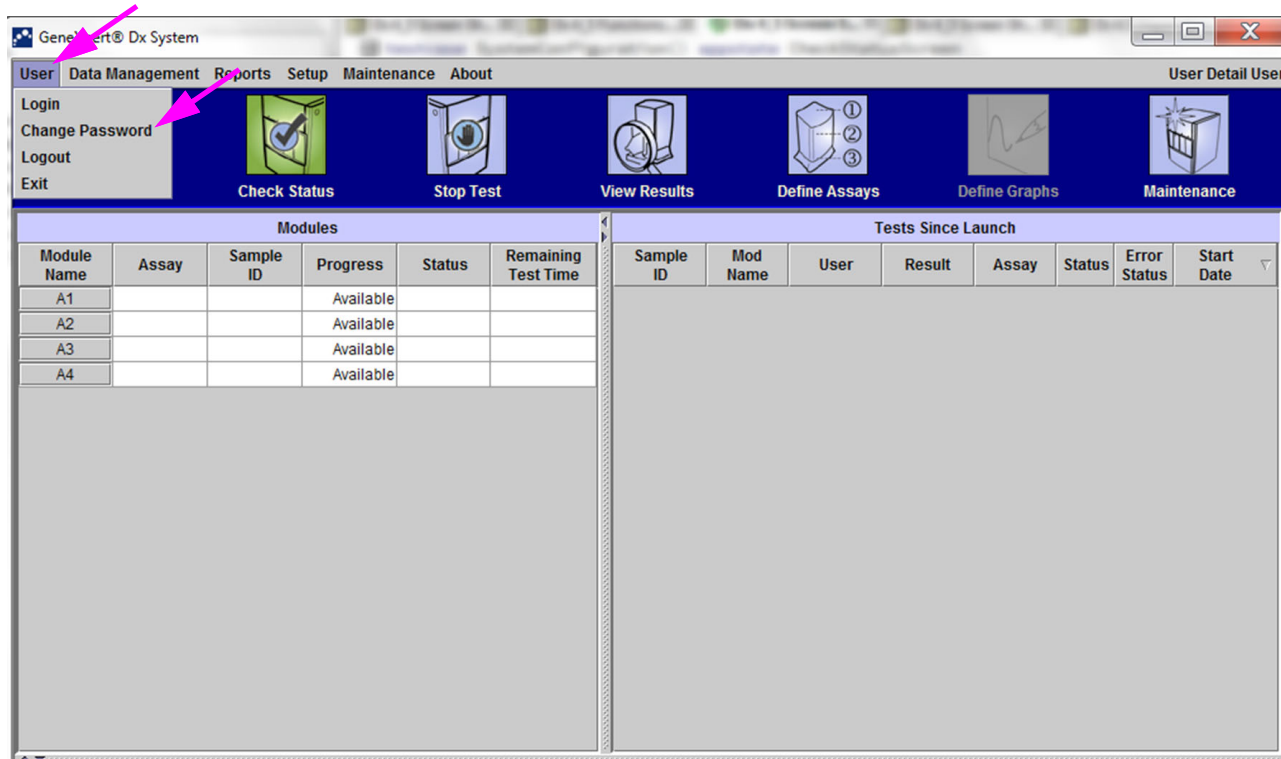 GeneXpert® Dx System
User Data Management Reports Setup Maintenance About User Detail User
Login
Change Password
Logout
Exit
Check Status Stop Test View Results Define Assays Define Graphs Maintenance
1
2
3
Modules
Module Name Assay Sample ID Progress Status Remaining Test Time
A1 Available
A2 Available
A3 Available
A4 Available
Tests Since Launch
Sample ID Mod Name User Result Assay Status Error Status Start Date